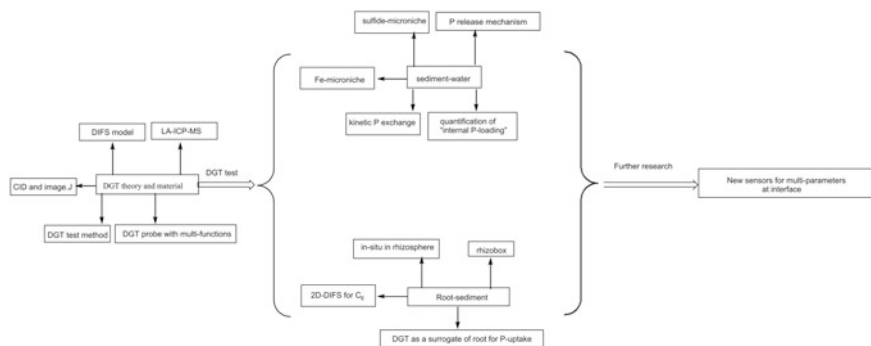 sulfide-microniche
P release mechanism
Fe-microniche
sediment-water
kinetic P exchange
quantification of
"internal P-loading"
DIFS model
LA-ICP-MS
DGT test
CID and image J
DGT theory and material
DGT test method
DGT probe with multi-functions
Further research
New sensors for multi-parameters
at interface
in-situ in rhizosphere
rhizobox
2D-DIFS for CE
Root-sediment
DGT as a surrogate of root for P-uptake